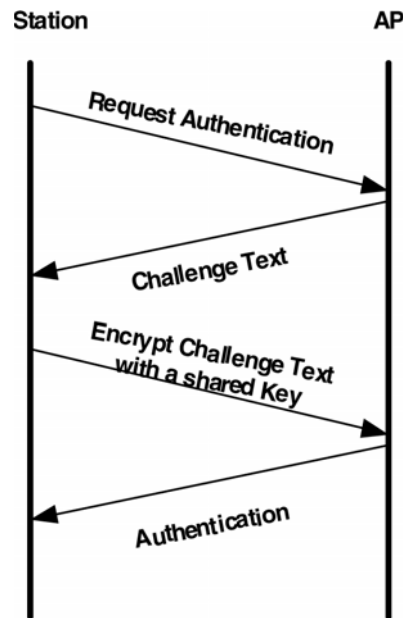 Station
AP
Request Authentication
Challenge Text
Encrypt Challenge Text
with a shared Key
Authentication